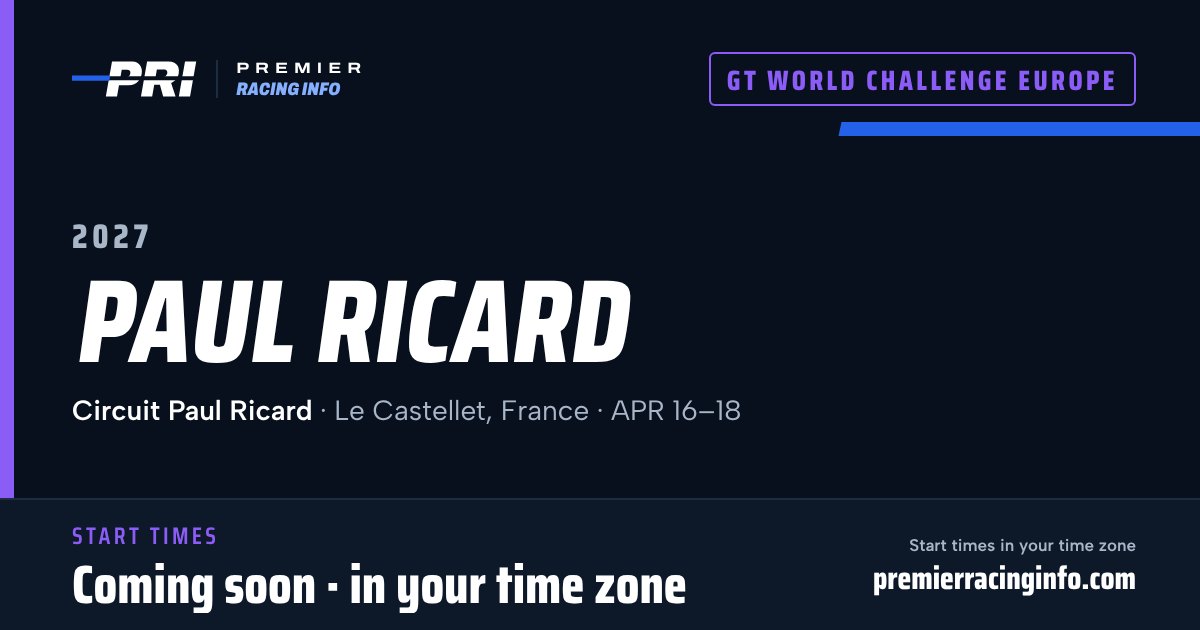 PRI
PREMIER
RACING INFO
GT WORLD CHALLENGE EUROPE
2027
PAUL RICARD
Circuit Paul Ricard · Le Castellet, France · APR 16–18
START TIMES
Coming soon · in your time zone
Start times in your time zone
premierracinginfo.com